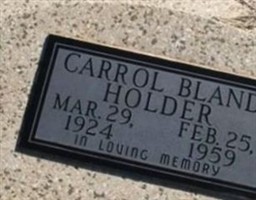 CARROL BLAND
HOLDER
MAR. 29, FEB. 25,
1924 1959
IN LOVING MEMORY